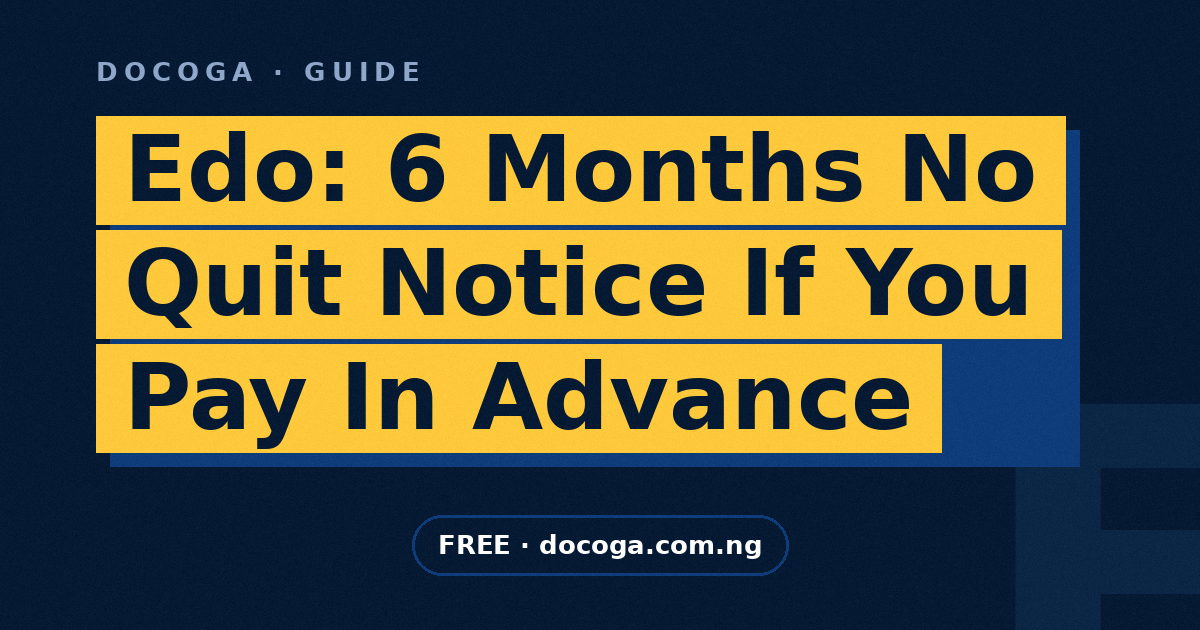 DOCOGA · GUIDE
Edo: 6 Months No
Quit Notice If You
Pay In Advance
FREE · docoga.com.ng